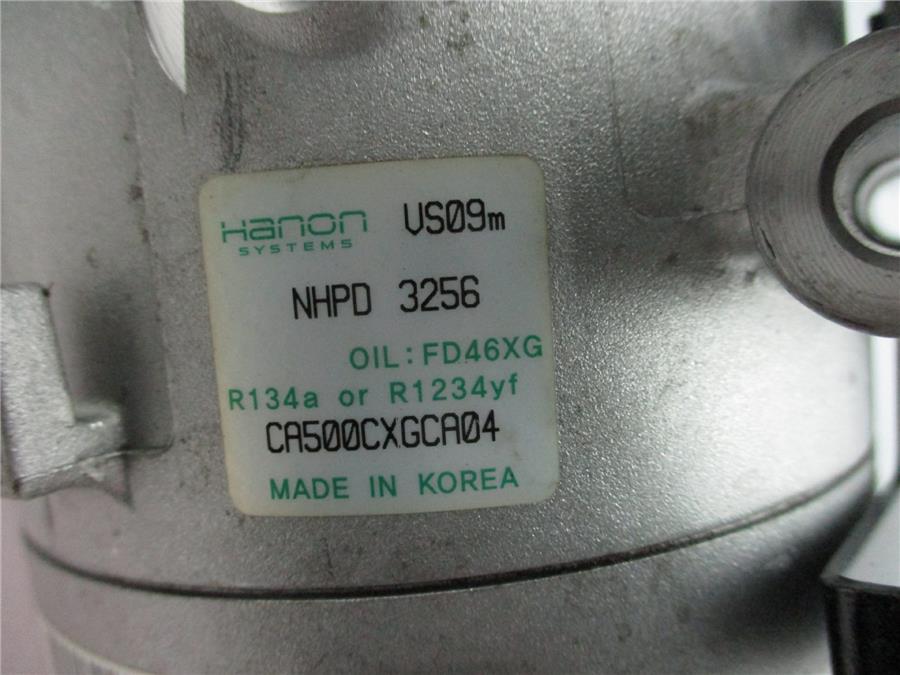 Hanon VS09m
SYSTEMS
NHPD 3256
OIL:FD46XG
R134a or R1234yf
CA500CXGCA04
MADE IN KOREA